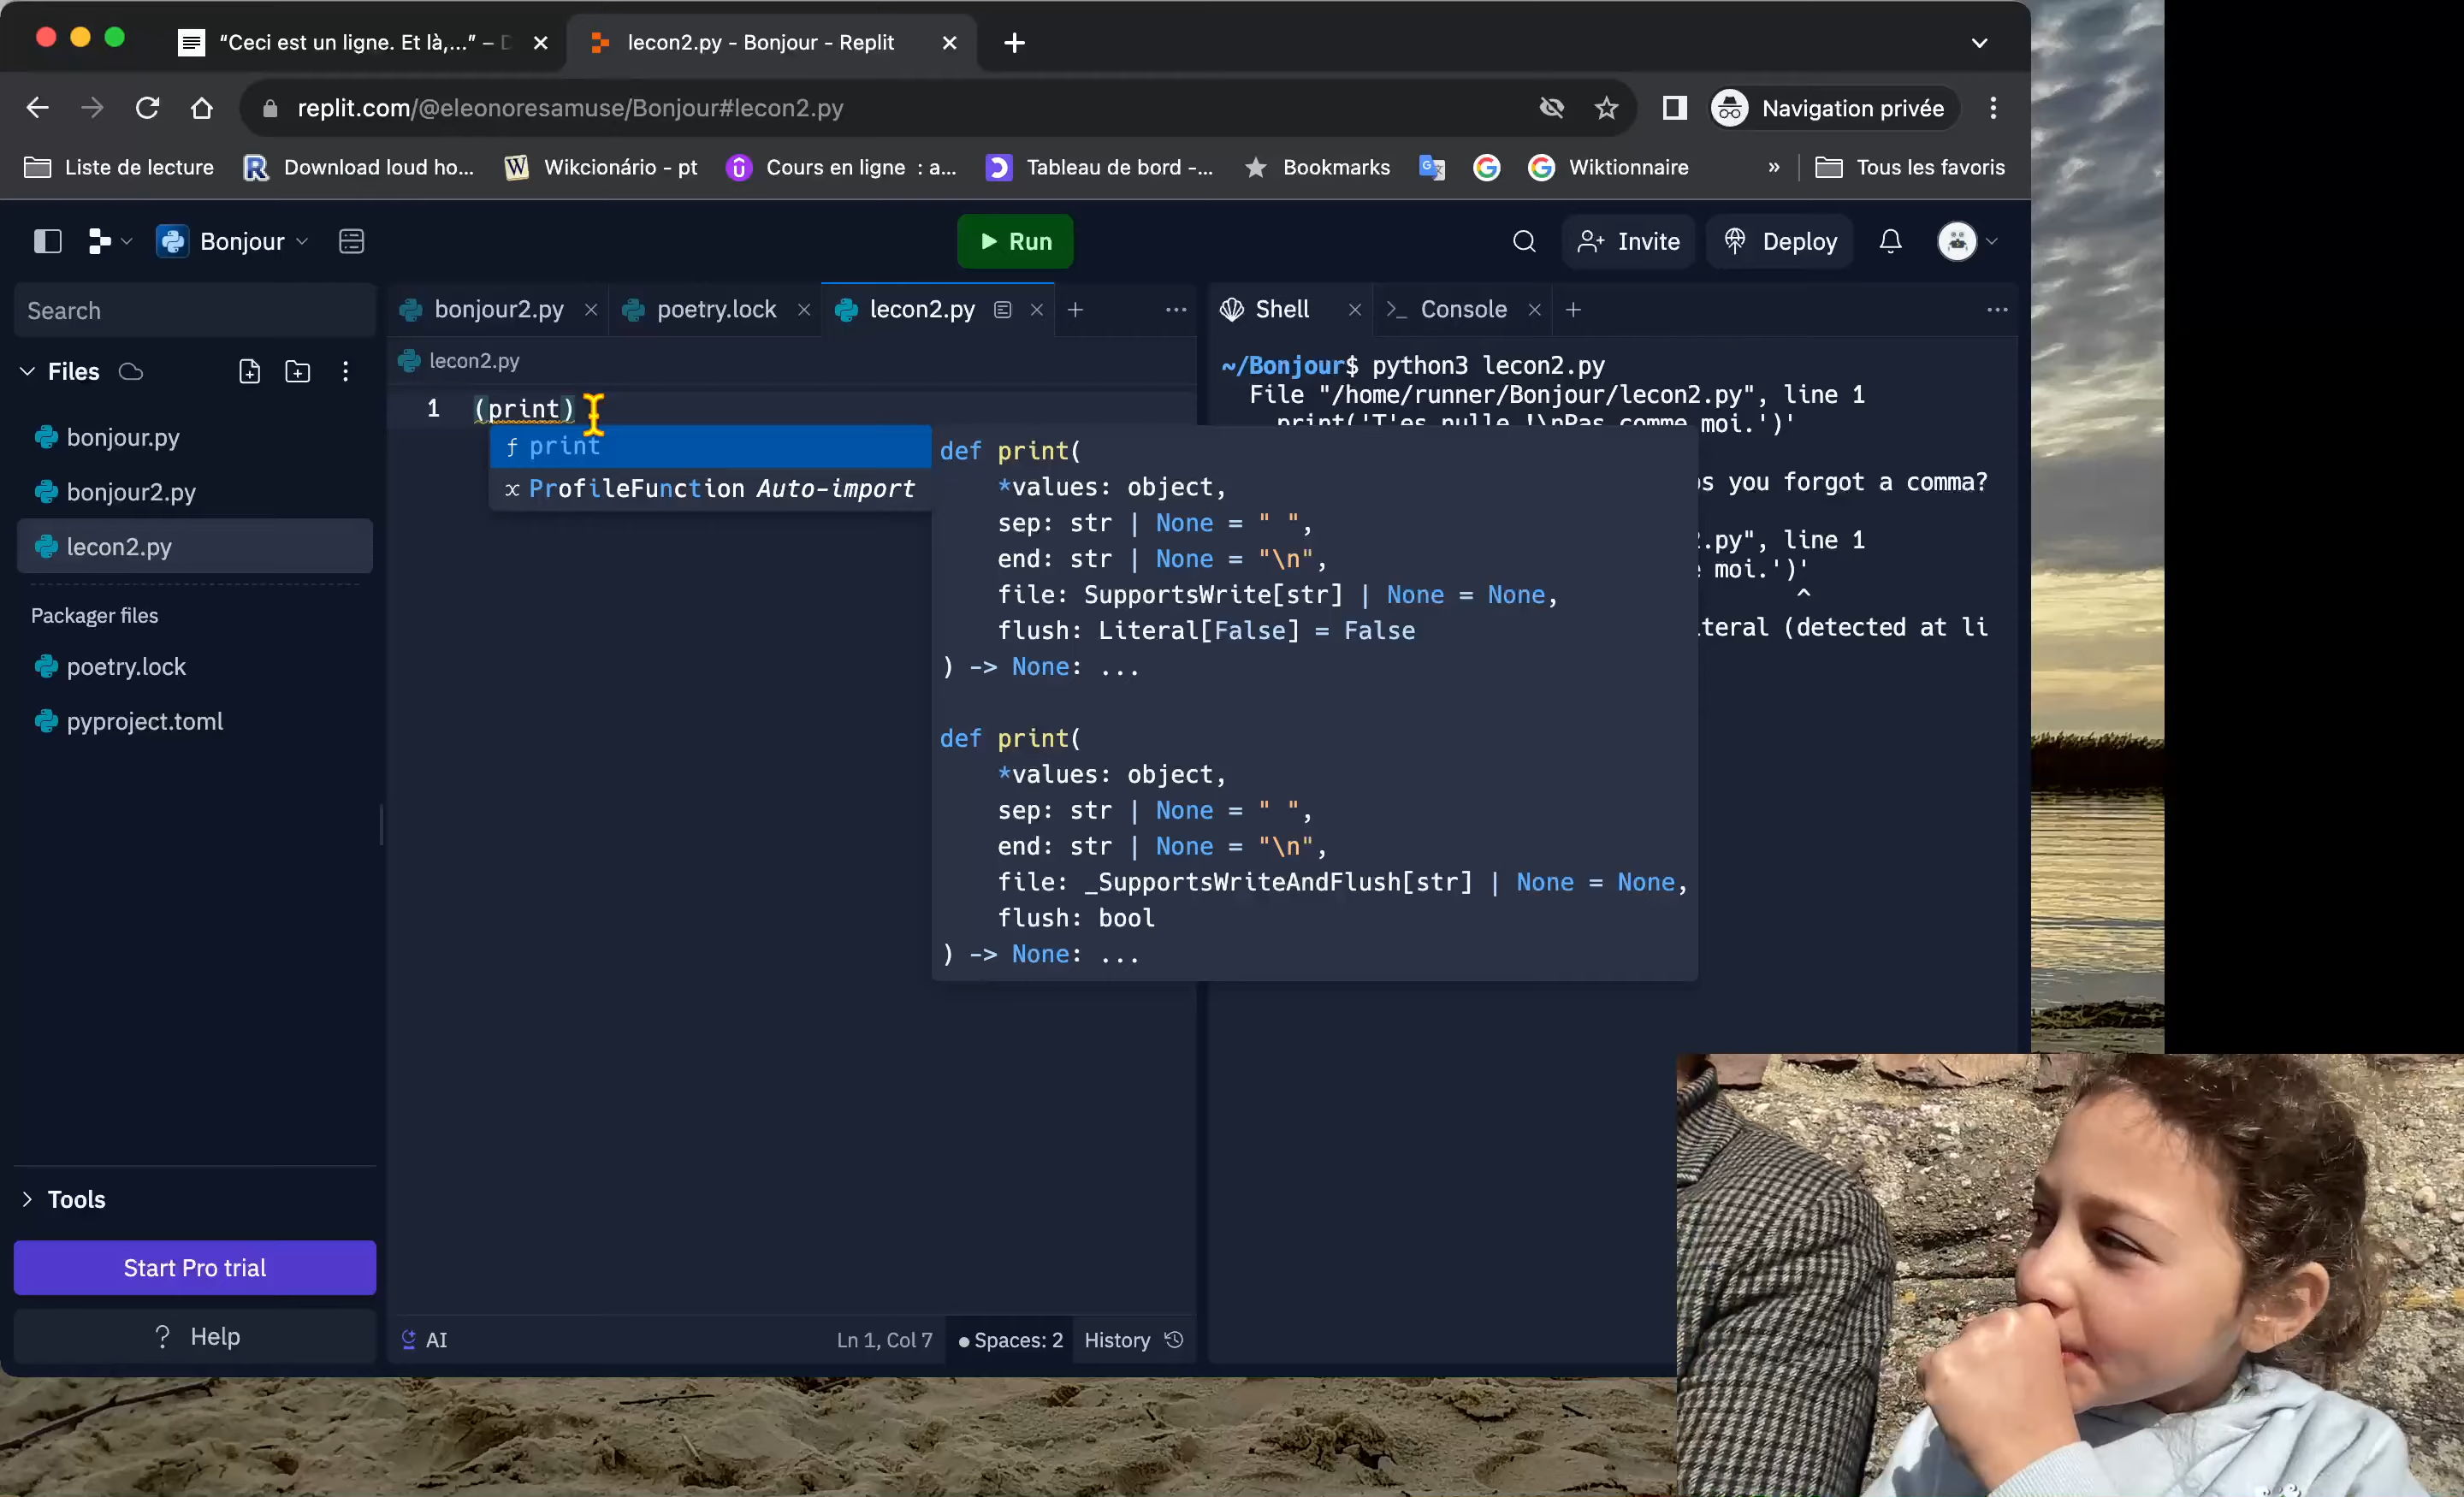 “Ceci est un ligne. Et là,...” –
lecon2.py - Bonjour - Replit
replit.com/@eleonoresamuse/Bonjour#lecon2.py
Navigation privée
Liste de lecture
Download loud ho...
Wikcionário - pt
Cours en ligne : a...
Tableau de bord -...
Bookmarks
Wiktionnaire
»
Tous les favoris
Bonjour
Run
Invite
Deploy
Search
Files
bonjour.py
bonjour2.py
lecon2.py
Packager files
poetry.lock
pyproject.toml
Tools
Start Pro trial
? Help
bonjour2.py
poetry.lock
lecon2.py
lecon2.py
1 (print)
ƒ print
ProfileFunction Auto-import
def print(
*values: object,
sep: str | None = " ",
end: str | None = "\n",
file: SupportsWrite[str] | None = None,
flush: Literal[False] = False
) -> None: ...
def print(
*values: object,
sep: str | None = " ",
end: str | None = "\n",
file: _SupportsWriteAndFlush[str] | None = None,
flush: bool
) -> None: ...
AI
Ln 1, Col 7
Spaces: 2
History
Shell
Console
~/Bonjour$ python3 lecon2.py
File "/home/runner/Bonjour/lecon2.py", line 1
print('T'es nulle !\nPas comme moi.')'
s you forgot a comma?
.py", line 1
moi.')'
^
teral (detected at li